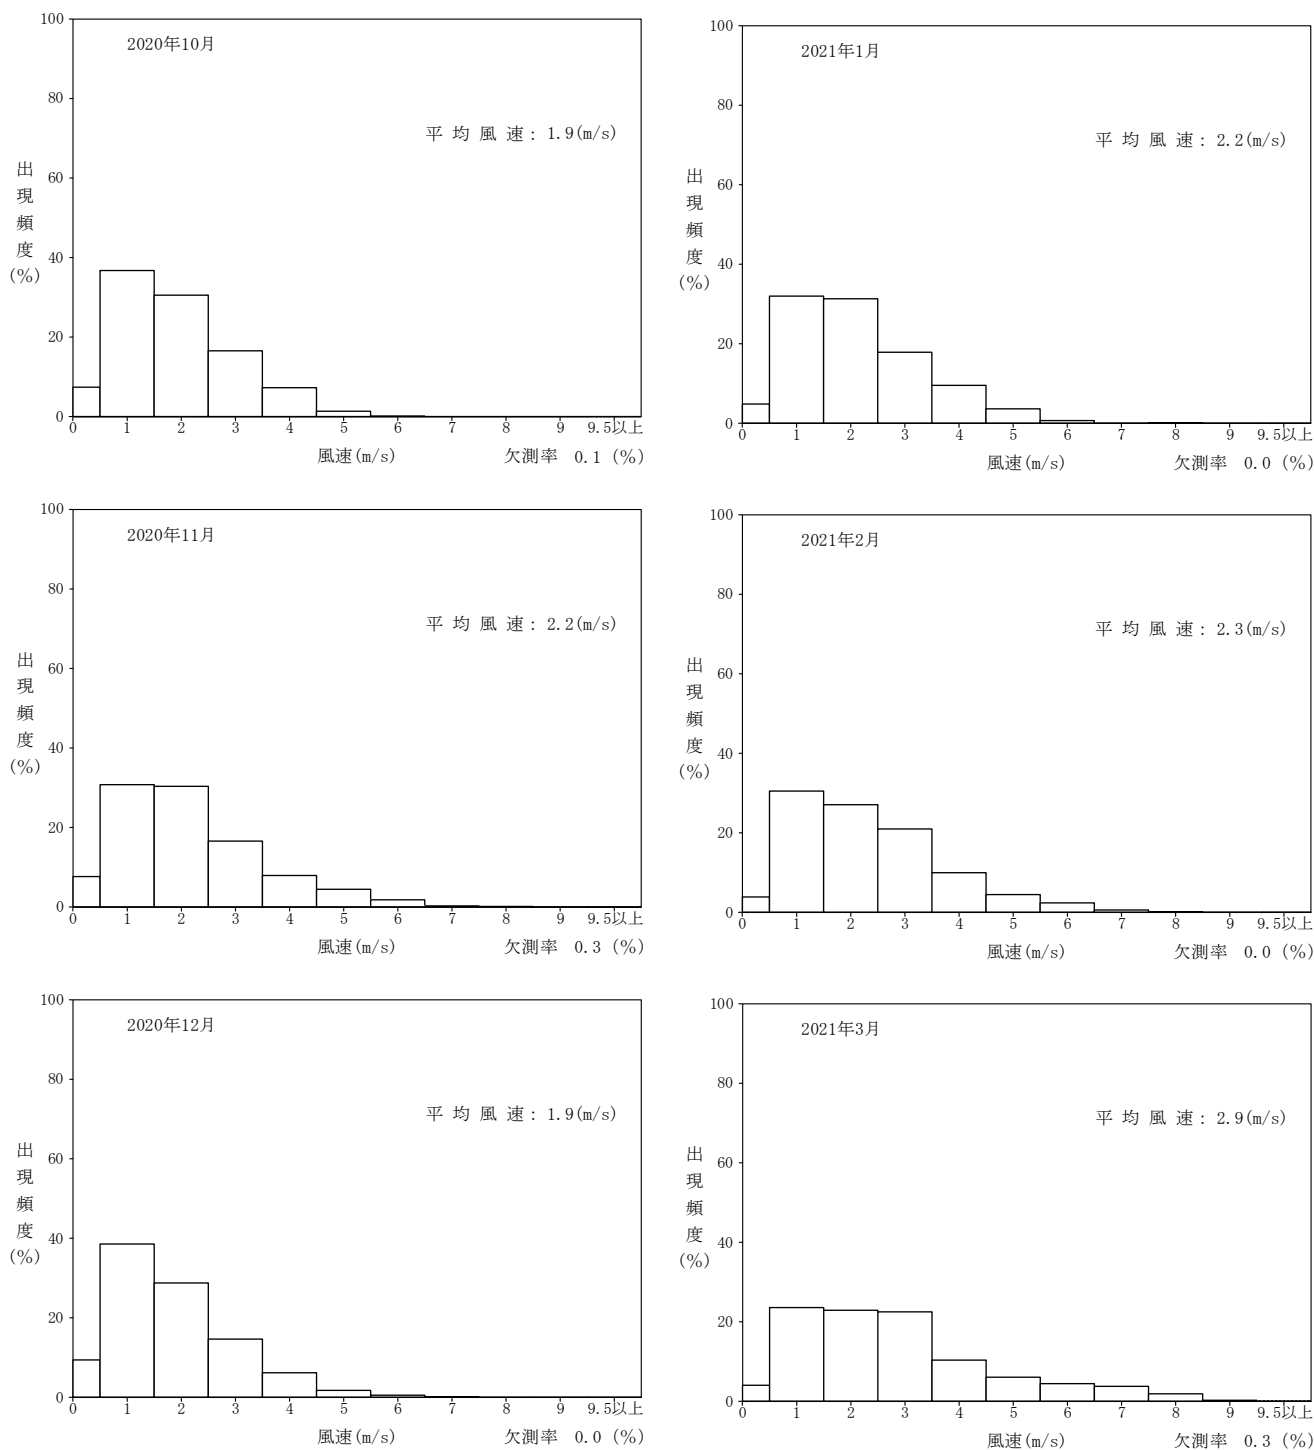 2020年10月
平均風速: 1.9(m/s)
出現頻度(%)
100
80
60
40
20
0
0 1 2 3 4 5 6 7 8 9 9.5以上
風速(m/s) 欠測率 0.1 (%)
2020年11月
平均風速: 2.2(m/s)
出現頻度(%)
100
80
60
40
20
0
0 1 2 3 4 5 6 7 8 9 9.5以上
風速(m/s) 欠測率 0.3 (%)
2020年12月
平均風速: 1.9(m/s)
出現頻度(%)
100
80
60
40
20
0
0 1 2 3 4 5 6 7 8 9 9.5以上
風速(m/s) 欠測率 0.0 (%)
2021年1月
平均風速: 2.2(m/s)
出現頻度(%)
100
80
60
40
20
0
0 1 2 3 4 5 6 7 8 9 9.5以上
風速(m/s) 欠測率 0.0 (%)
2021年2月
平均風速: 2.3(m/s)
出現頻度(%)
100
80
60
40
20
0
0 1 2 3 4 5 6 7 8 9 9.5以上
風速(m/s) 欠測率 0.0 (%)
2021年3月
平均風速: 2.9(m/s)
出現頻度(%)
100
80
60
40
20
0
0 1 2 3 4 5 6 7 8 9 9.5以上
風速(m/s) 欠測率 0.3 (%)